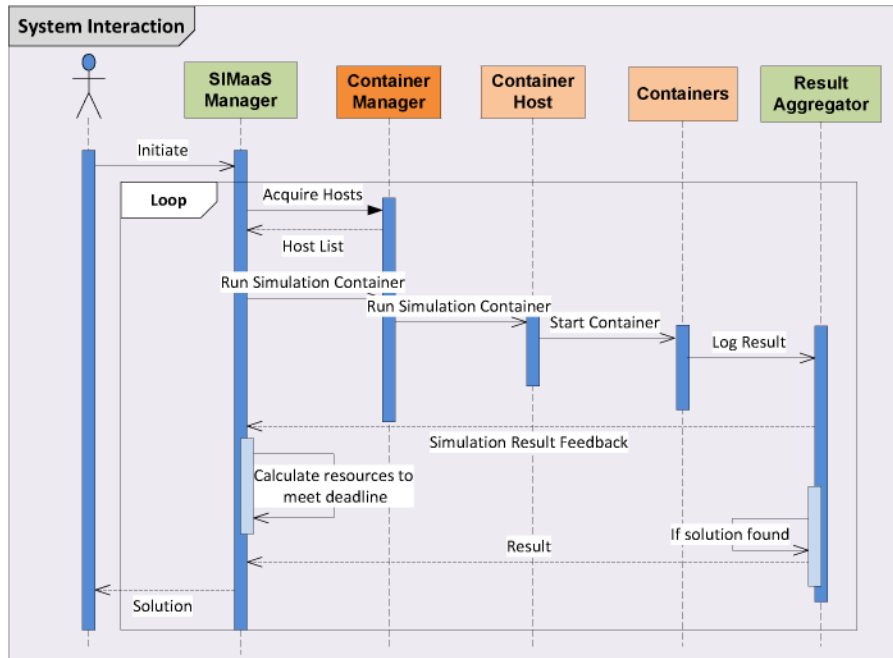 System Interaction
SIMaaS
Manager
Container
Manager
Container
Host
Containers
Result
Aggregator
Initiate
Loop
Acquire Hosts
Host List
Run Simulation Container
Run Simulation Container
Start Container
Log Result
Simulation Result Feedback
Calculate resources to
meet deadline
If solution found
Result
Solution